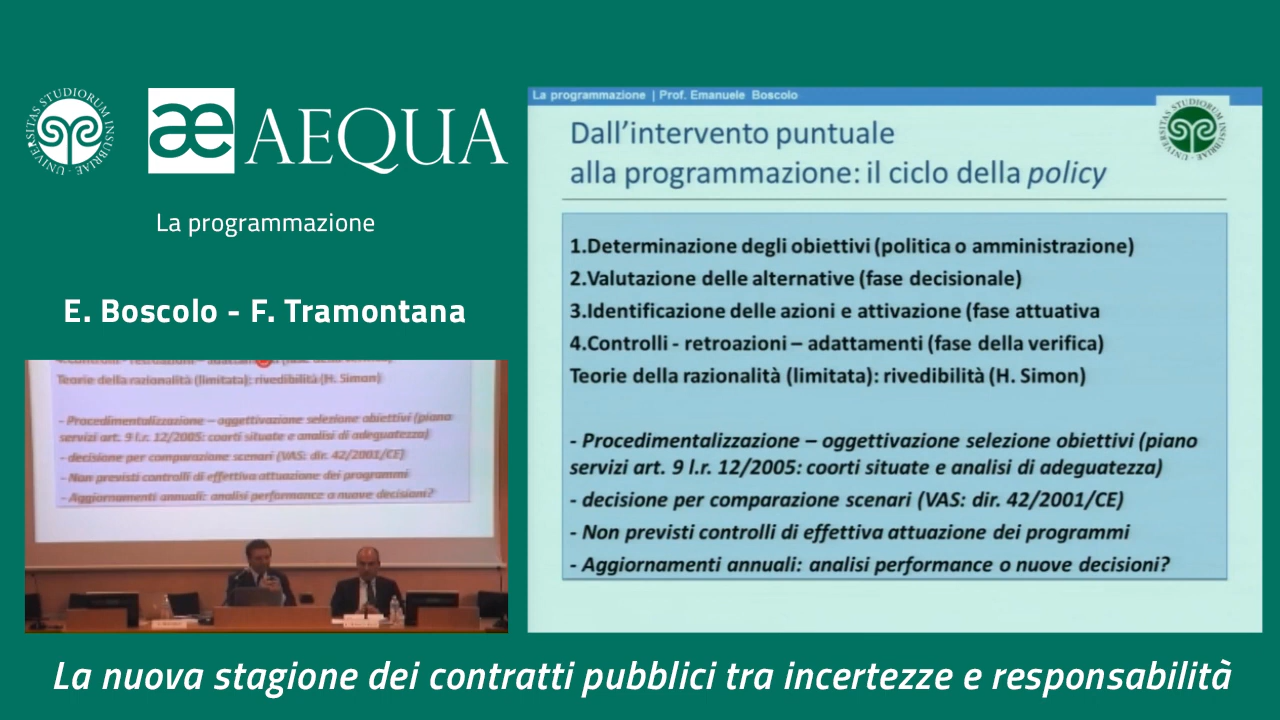 UNIVERSITAS STUDIORUM INSUBRIAE
æ AEQUA
La programmazione
E. Boscolo - F. Tramontana
Teorie della razionalità (limitata): rivedibilità (H. Simon)
- Procedimentalizzazione – oggettivazione selezione obiettivi (piano
servizi art. 9 l.r. 12/2005: coorti situate e analisi di adeguatezza)
- decisione per comparazione scenari (VAS: dir. 42/2001/CE)
- Non previsti controlli di effettiva attuazione dei programmi
- Aggiornamenti annuali: analisi performance o nuove decisioni?
La programmazione | Prof. Emanuele Boscolo
UNIVERSITAS STUDIORUM INSUBRIAE
Dall'intervento puntuale
alla programmazione: il ciclo della policy
1.Determinazione degli obiettivi (politica o amministrazione)
2.Valutazione delle alternative (fase decisionale)
3.Identificazione delle azioni e attivazione (fase attuativa
4.Controlli - retroazioni – adattamenti (fase della verifica)
Teorie della razionalità (limitata): rivedibilità (H. Simon)
- Procedimentalizzazione – oggettivazione selezione obiettivi (piano
servizi art. 9 l.r. 12/2005: coorti situate e analisi di adeguatezza)
- decisione per comparazione scenari (VAS: dir. 42/2001/CE)
- Non previsti controlli di effettiva attuazione dei programmi
- Aggiornamenti annuali: analisi performance o nuove decisioni?
La nuova stagione dei contratti pubblici tra incertezze e responsabilità